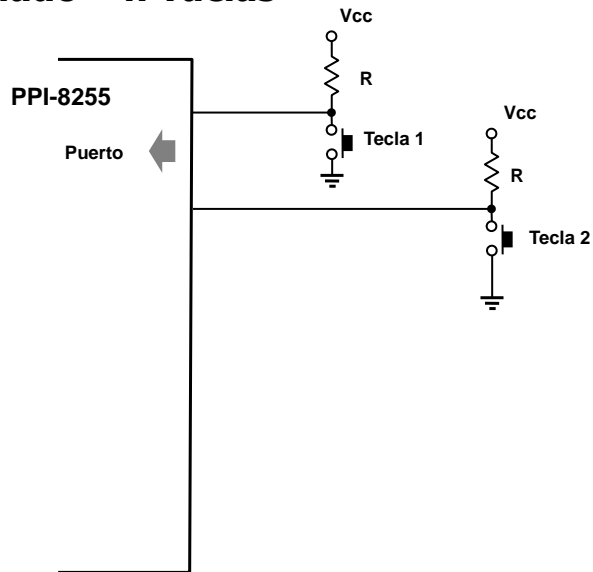 Vcc
R
PPI-8255
Tecla 1
Vcc
Puerto
R
Tecla 2